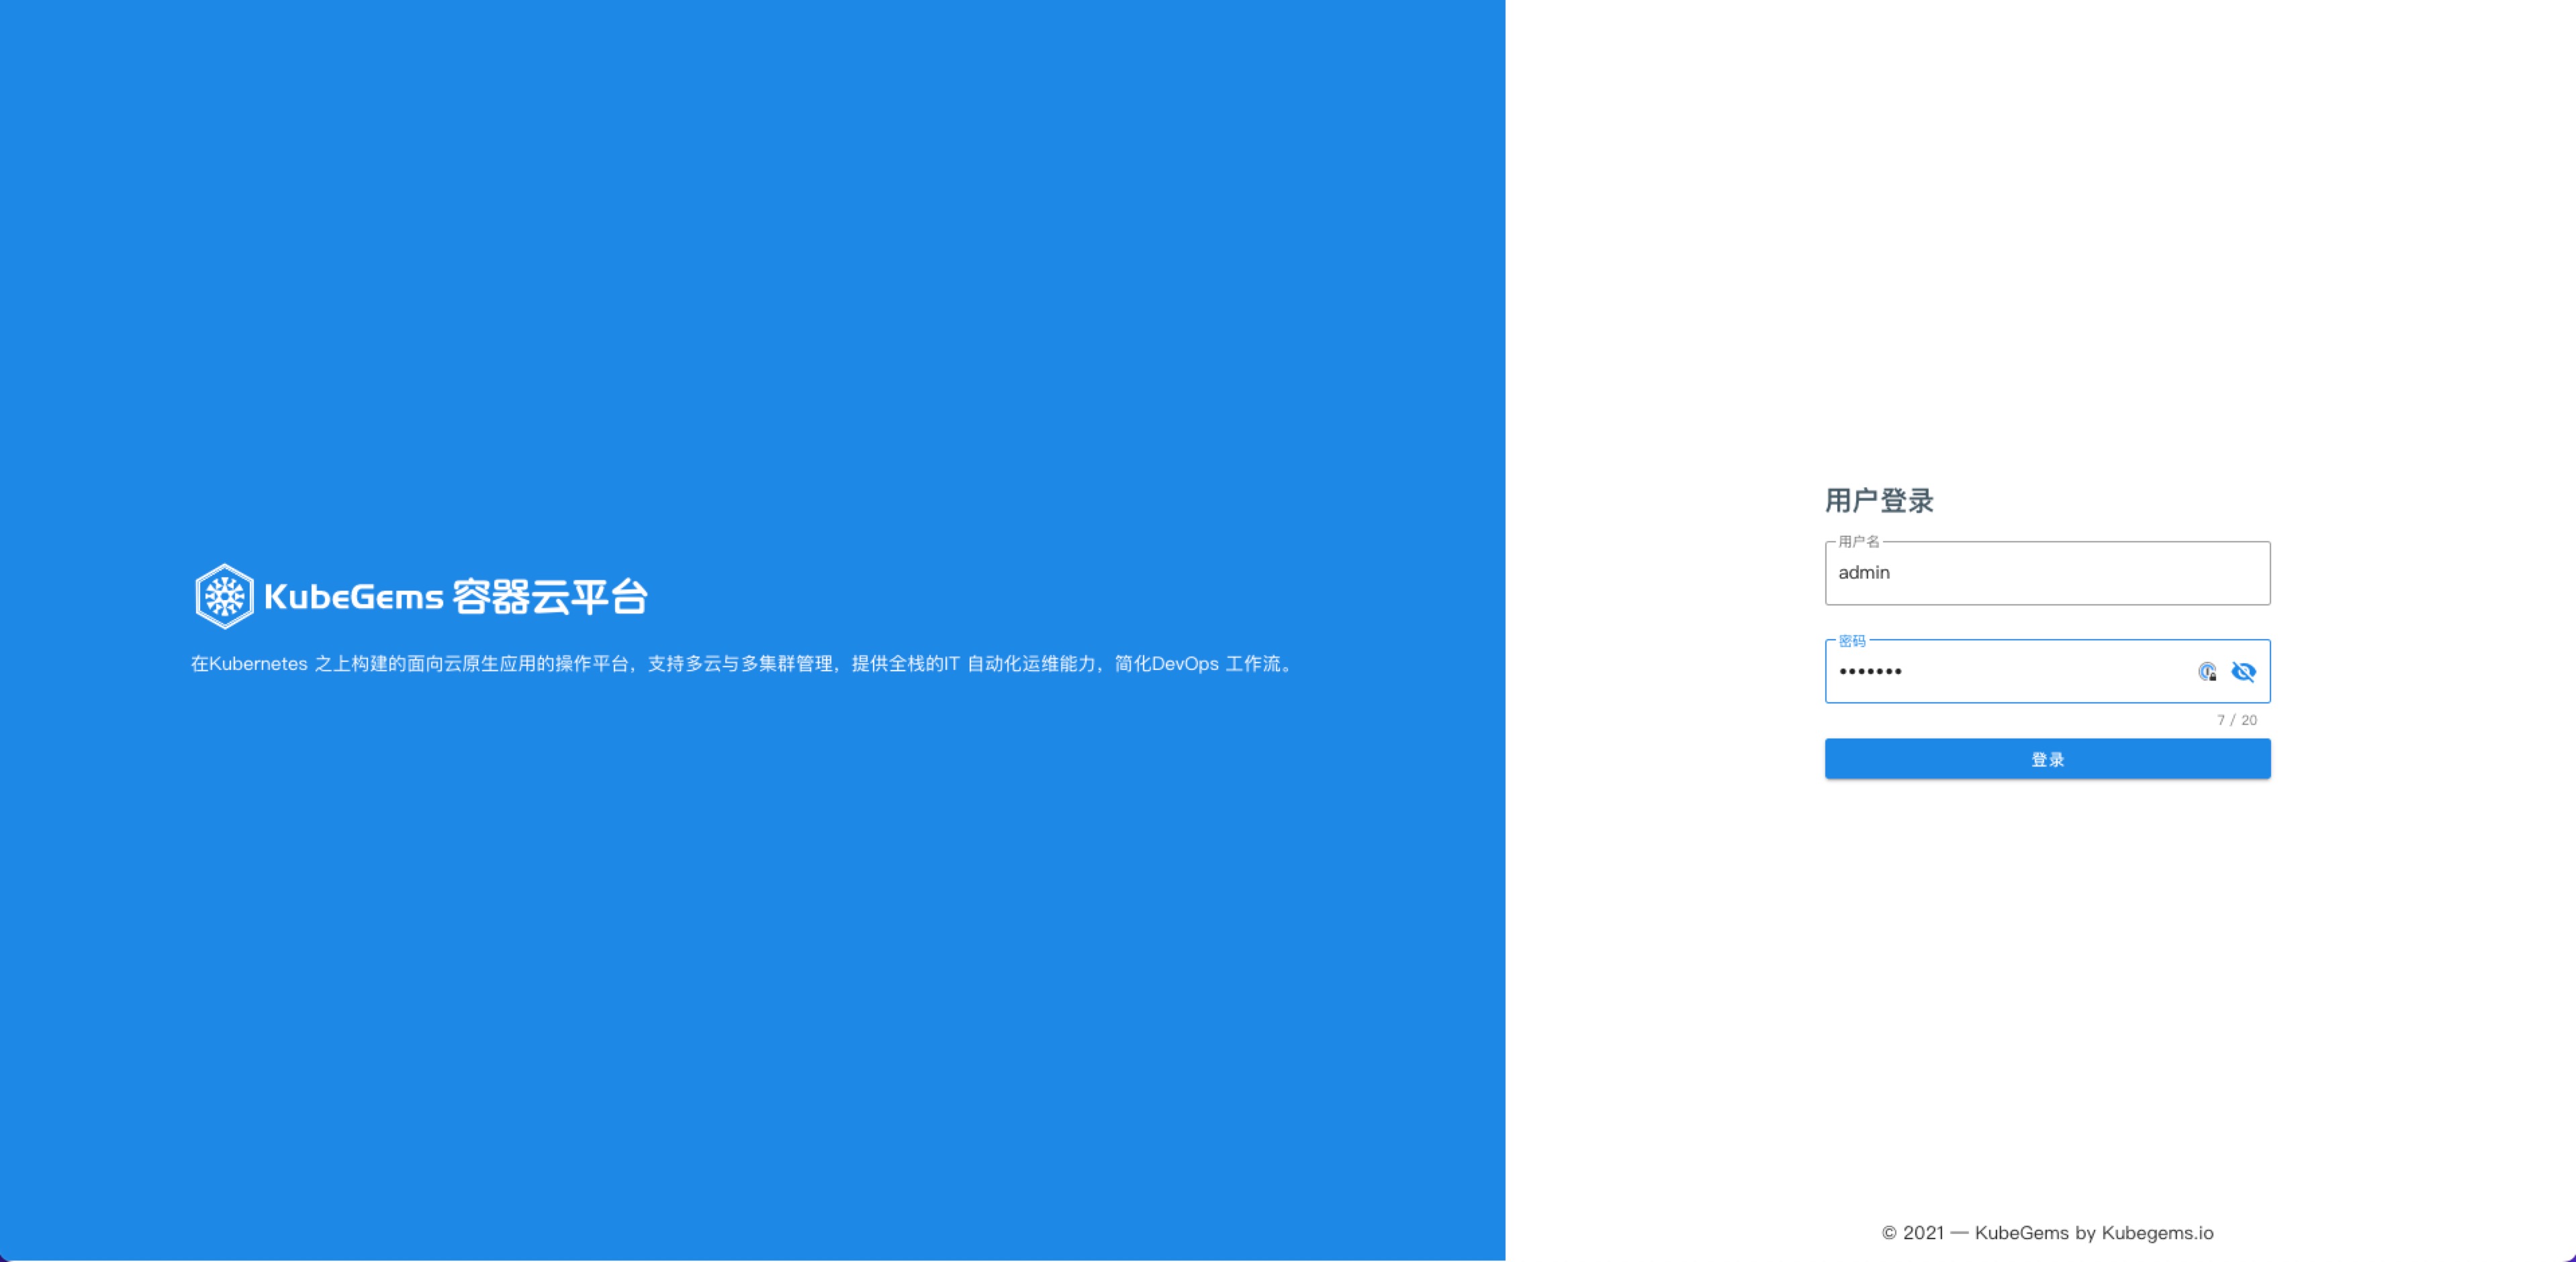 KubeGems 容器云平台
在Kubernetes 之上构建的面向云原生应用的操作平台，支持多云与多集群管理，提供全栈的IT 自动化运维能力，简化DevOps 工作流。
用户登录
用户名
admin
密码
•••••••
7 / 20
登录
© 2021 — KubeGems by Kubegems.io